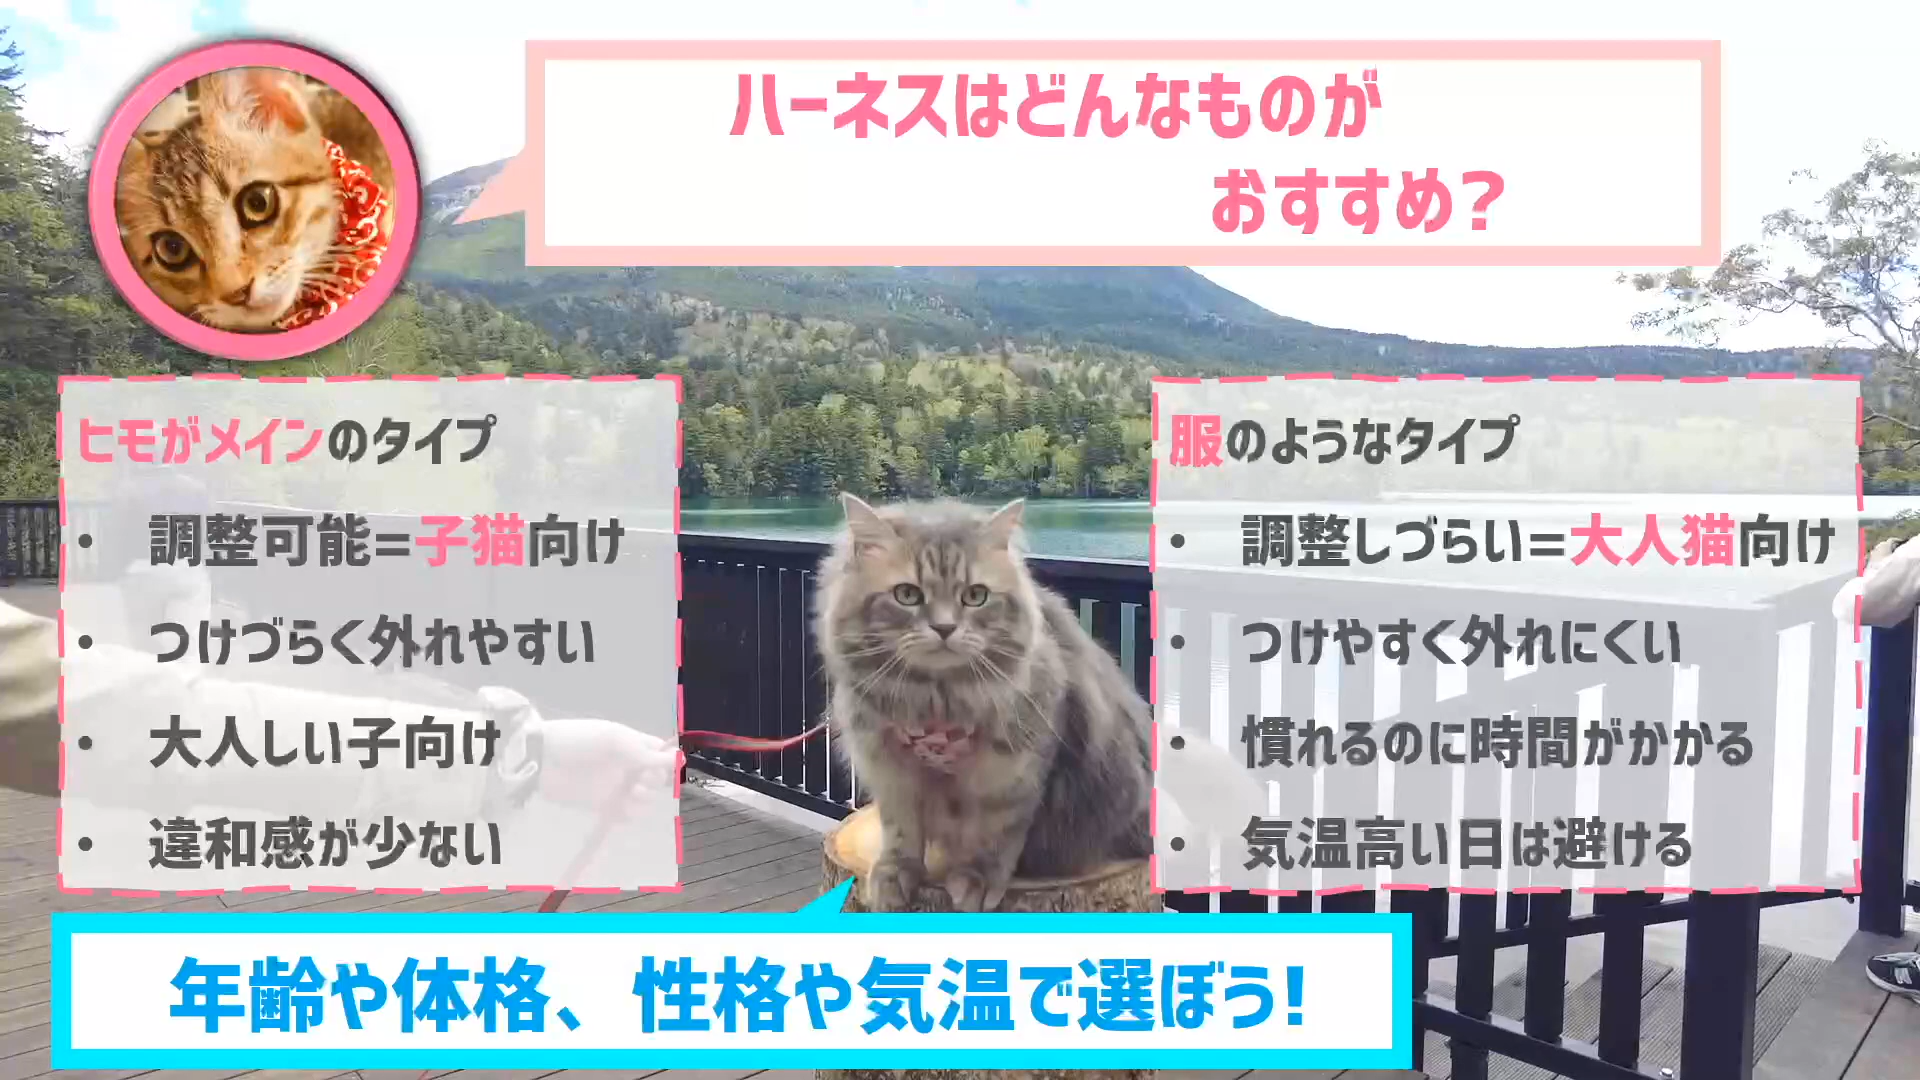 ハーネスはどんなものが
おすすめ?
ヒモがメインのタイプ
• 調整可能=子猫向け
• つけづらく外れやすい
• 大人しい子向け
• 違和感が少ない
服のようなタイプ
• 調整しづらい=大人猫向け
• つけやすく外れにくい
• 慣れるのに時間がかかる
• 気温高い日は避ける
年齢や体格、性格や気温で選ぼう!